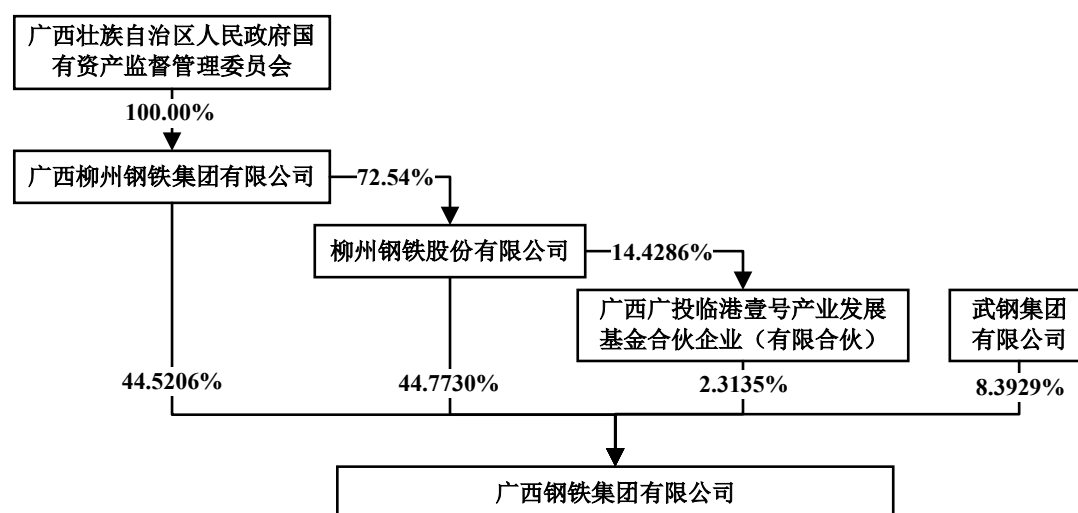 广西壮族自治区人民政府国
有资产监督管理委员会
100.00%
广西柳州钢铁集团有限公司
72.54%
柳州钢铁股份有限公司
14.4286%
广西广投临港壹号产业发展
基金合伙企业（有限合伙）
武钢集团
有限公司
44.5206%
44.7730%
2.3135%
8.3929%
广西钢铁集团有限公司